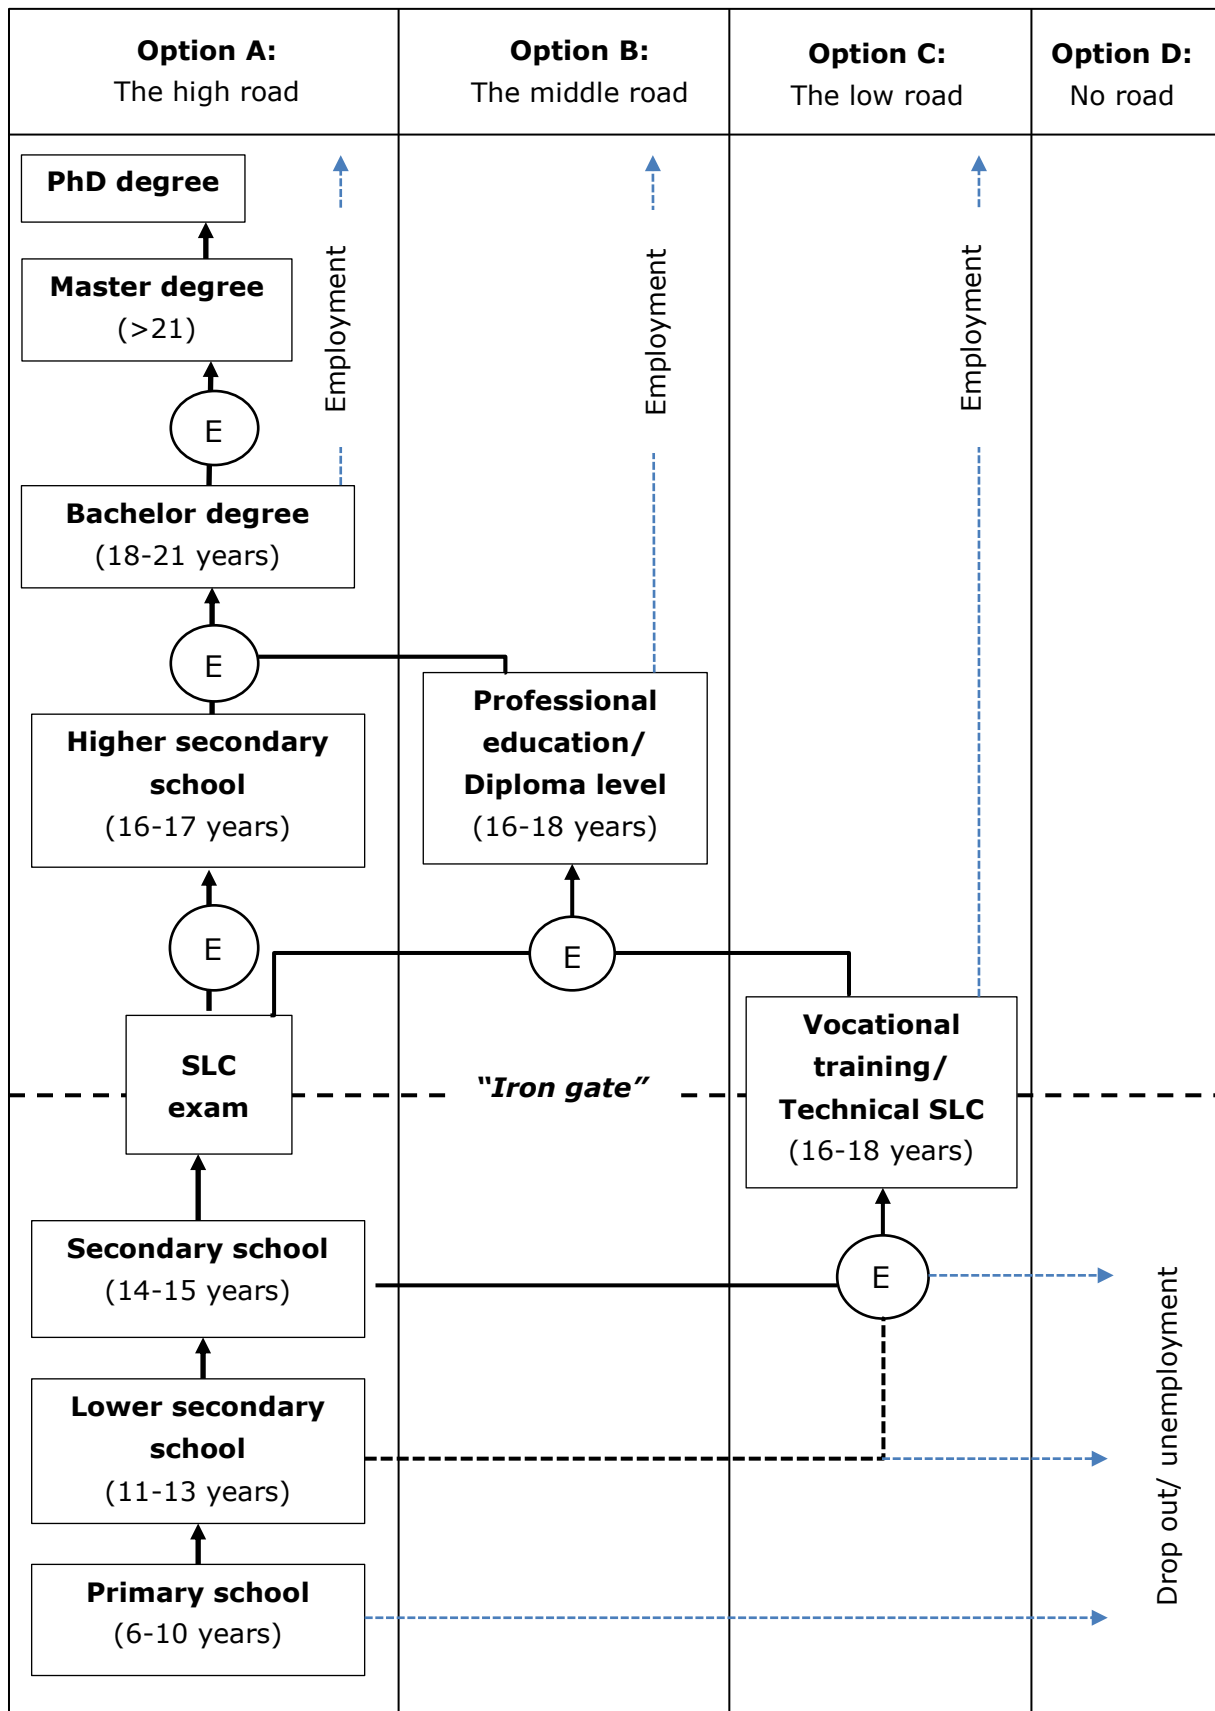 Option A:
The high road
Option B:
The middle road
Option C:
The low road
Option D:
No road
PhD degree
Master degree
(>21)
Employment
Employment
Employment
E
Bachelor degree
(18-21 years)
E
Higher secondary
school
(16-17 years)
Professional
education/
Diploma level
(16-18 years)
E
E
SLC
exam
"Iron gate"
Vocational
training/
Technical SLC
(16-18 years)
Secondary school
(14-15 years)
E
Lower secondary
school
(11-13 years)
Primary school
(6-10 years)
Drop out/ unemployment